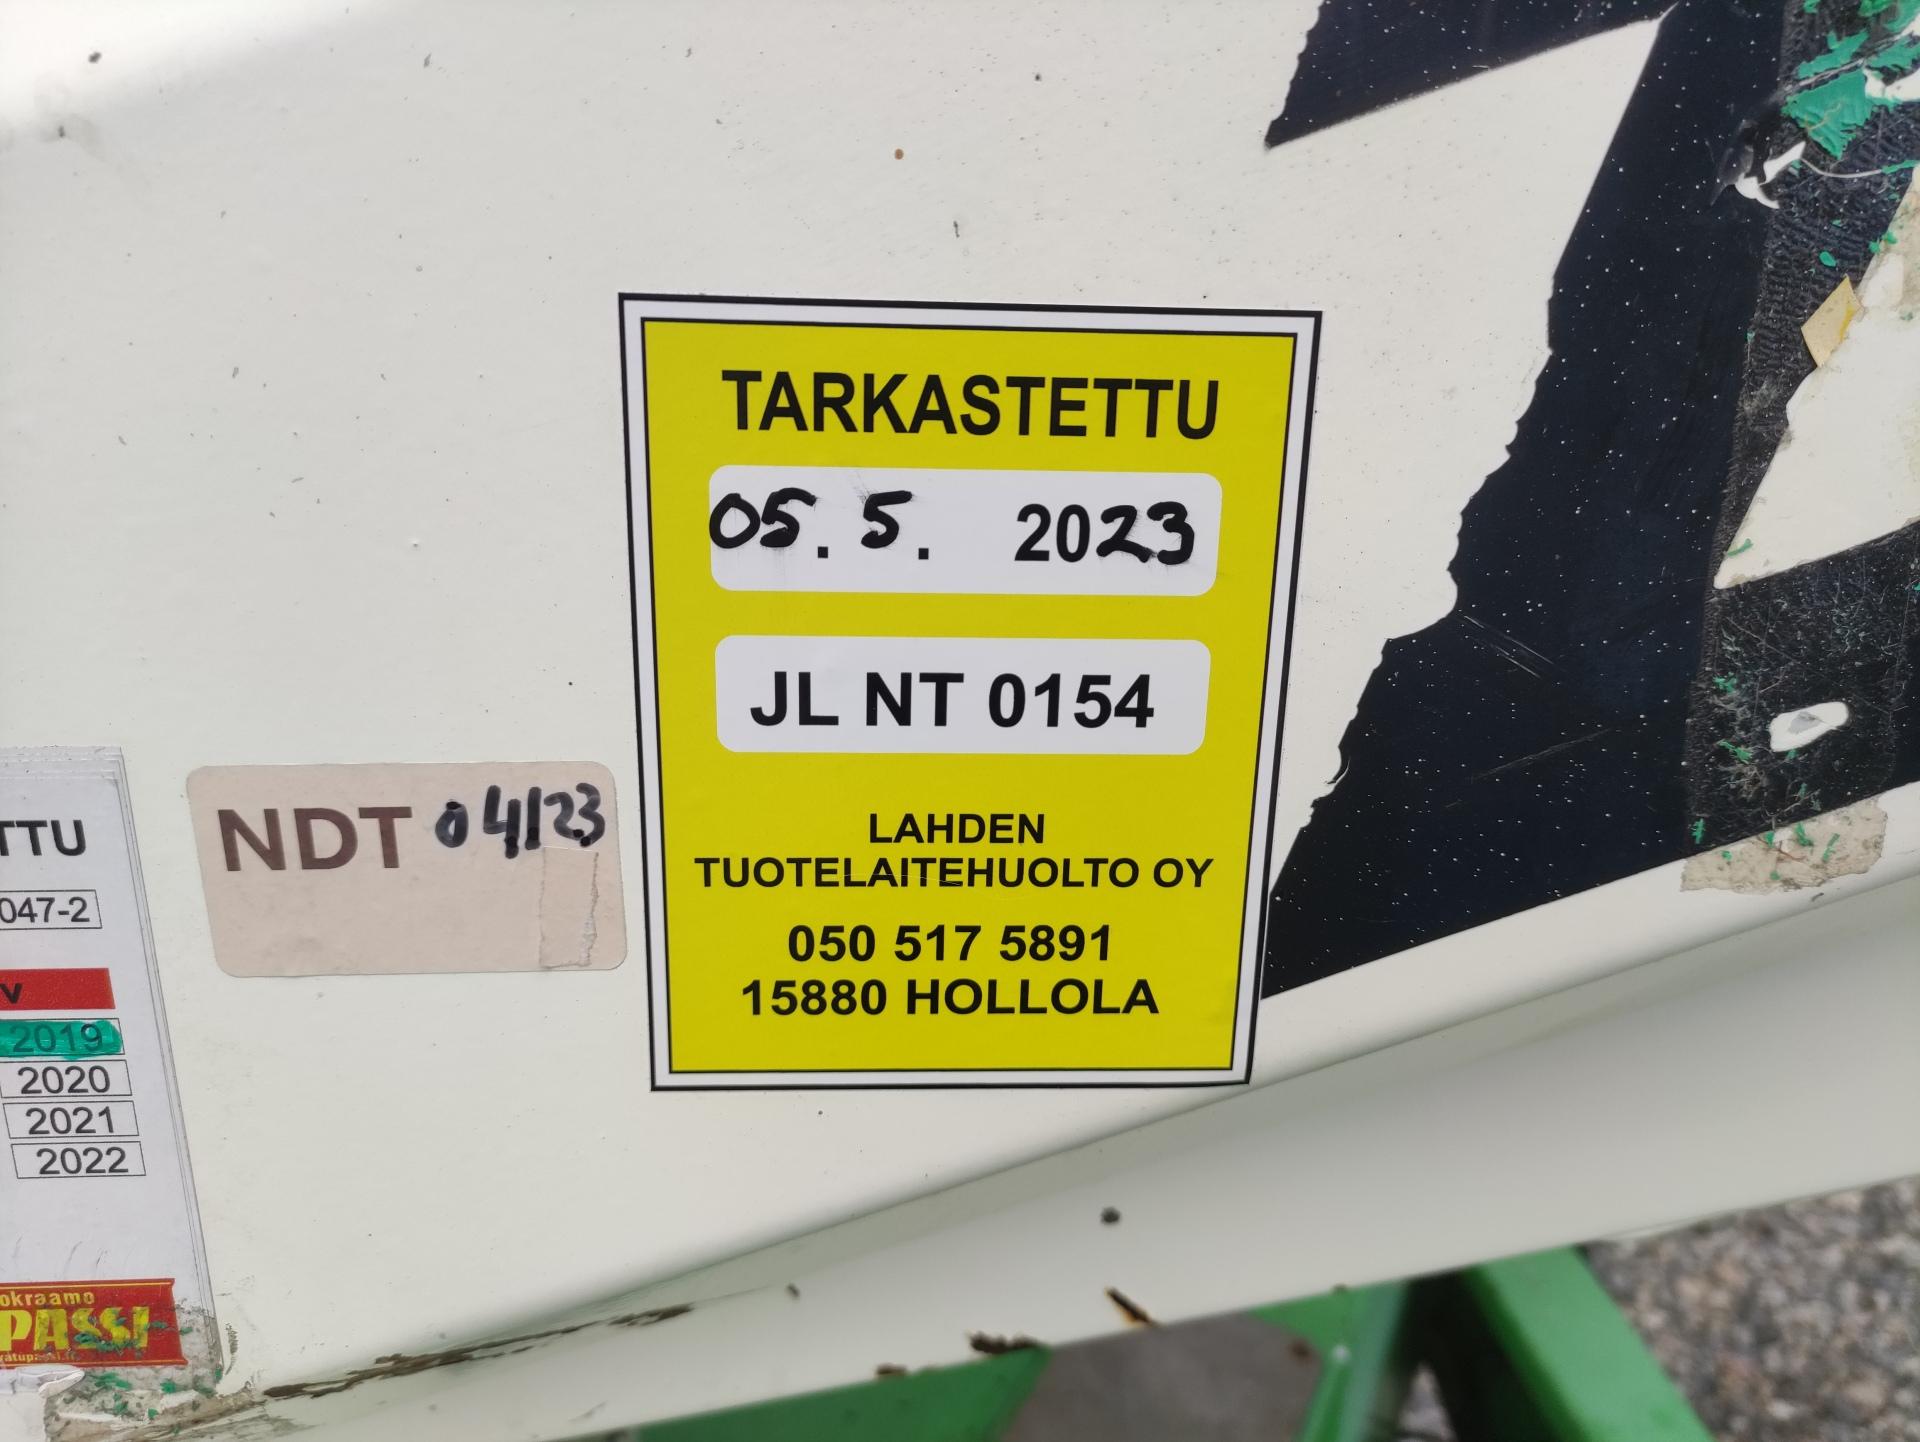 TARKASTETTU
05. 5. 2023
JL NT 0154
LAHDEN
TUOTELAITEHUOLTO OY
050 517 5891
15880 HOLLOLA
NDT 04/23
TTU
047-2
V
2019
2020
2021
2022
okraamo
PASSI